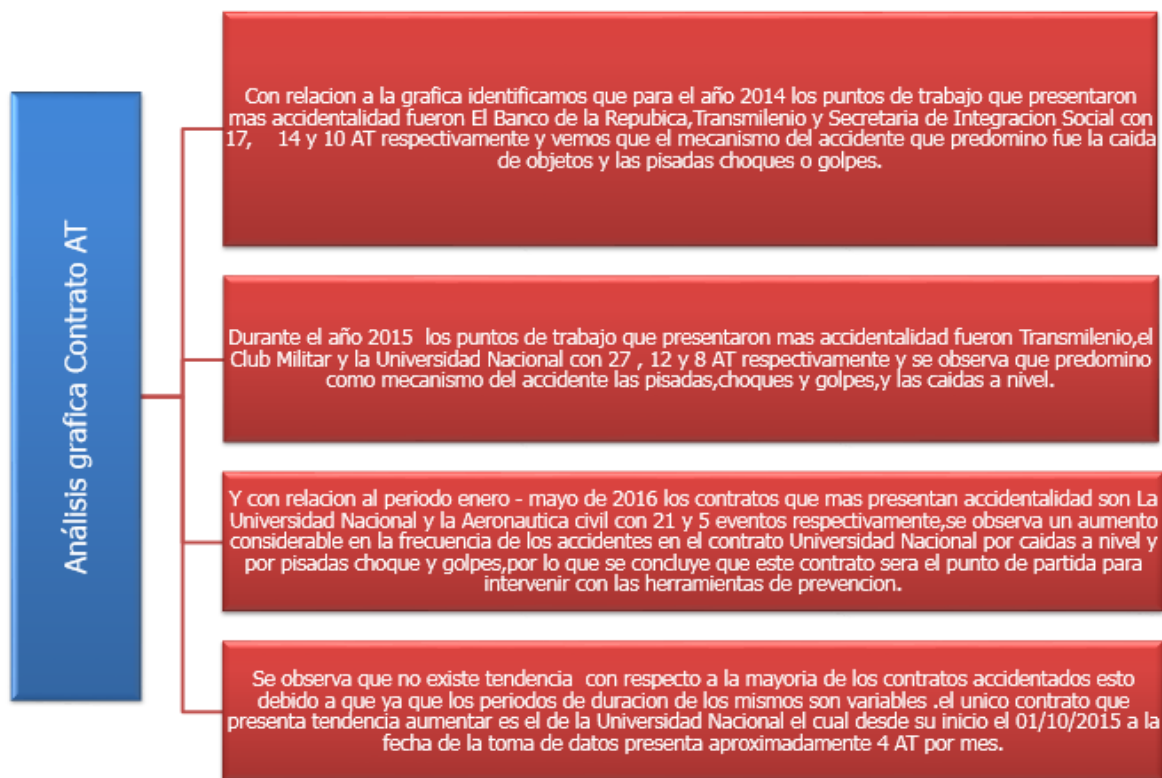 Análisis grafica Contrato AT
Con relacion a la grafica identificamos que para el año 2014 los puntos de trabajo que presentaron
mas accidentalidad fueron El Banco de la Repubica,Transmilenio y Secretaria de Integracion Social con
17, 14 y 10 AT respectivamente y vemos que el mecanismo del accidente que predomino fue la caida
de objetos y las pisadas choques o golpes.
Durante el año 2015 los puntos de trabajo que presentaron mas accidentalidad fueron Transmilenio,el
Club Militar y la Universidad Nacional con 27 , 12 y 8 AT respectivamente y se observa que predomino
como mecanismo del accidente las pisadas,choques y golpes,y las caidas a nivel.
Y con relacion al periodo enero - mayo de 2016 los contratos que mas presentan accidentalidad son La
Universidad Nacional y la Aeronautica civil con 21 y 5 eventos respectivamente,se observa un aumento
considerable en la frecuencia de los accidentes en el contrato Universidad Nacional por caidas a nivel y
por pisadas choque y golpes,por lo que se concluye que este contrato sera el punto de partida para
intervenir con las herramientas de prevencion.
Se observa que no existe tendencia con respecto a la mayoria de los contratos accidentados esto
debido a que ya que los periodos de duracion de los mismos son variables .el unico contrato que
presenta tendencia aumentar es el de la Universidad Nacional el cual desde su inicio el 01/10/2015 a la
fecha de la toma de datos presenta aproximadamente 4 AT por mes.